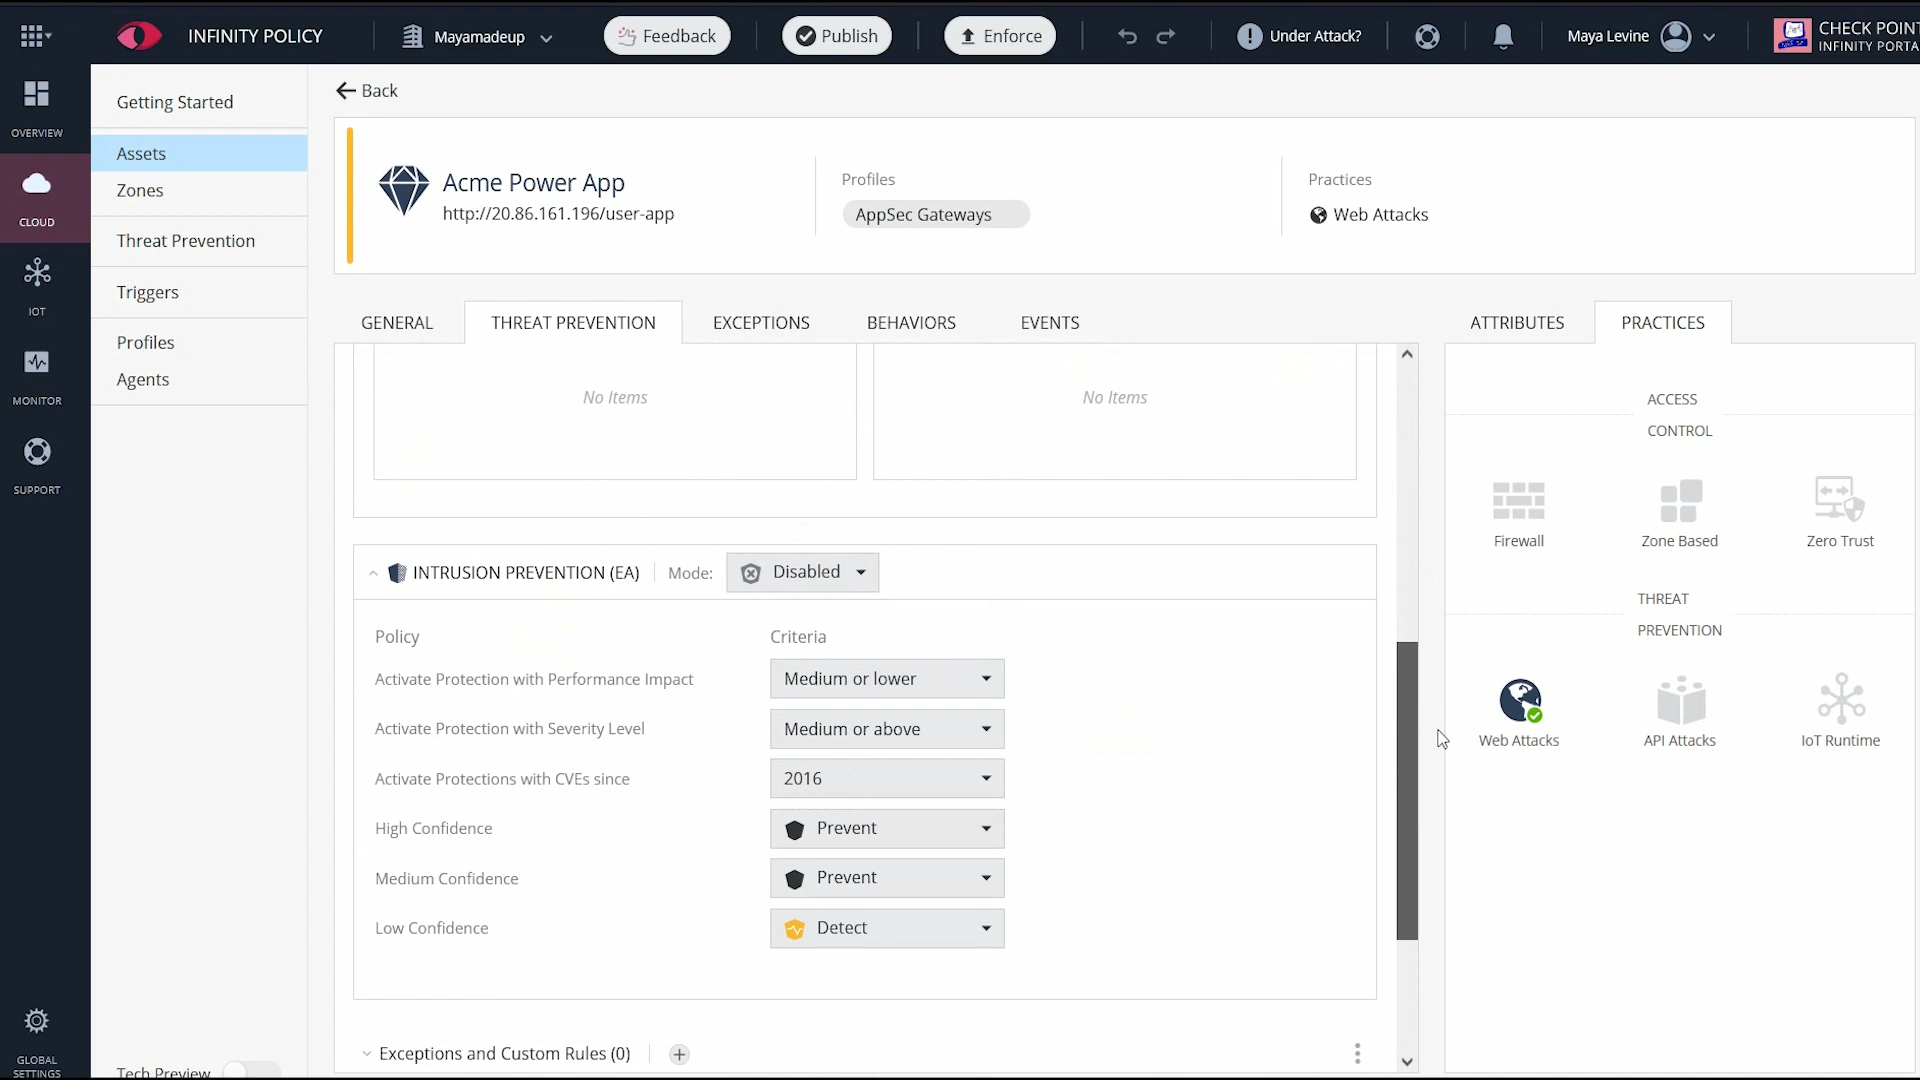 INFINITY POLICY
Mayamadeup
Feedback
Publish
Enforce
Under Attack?
Maya Levine
CHECK POINT
INFINITY PORTA
OVERVIEW
CLOUD
IOT
MONITOR
SUPPORT
GLOBAL
SETTINGS
Getting Started
Assets
Zones
Threat Prevention
Triggers
Profiles
Agents
Tech Preview
Back
Acme Power App
http://20.86.161.196/user-app
Profiles
AppSec Gateways
Practices
Web Attacks
GENERAL
THREAT PREVENTION
EXCEPTIONS
BEHAVIORS
EVENTS
No Items
No Items
INTRUSION PREVENTION (EA)
Mode:
Disabled
Policy
Criteria
Activate Protection with Performance Impact
Medium or lower
Activate Protection with Severity Level
Medium or above
Activate Protections with CVEs since
2016
High Confidence
Prevent
Medium Confidence
Prevent
Low Confidence
Detect
Exceptions and Custom Rules (0)
ATTRIBUTES
PRACTICES
ACCESS
CONTROL
Firewall
Zone Based
Zero Trust
THREAT
PREVENTION
Web Attacks
API Attacks
IoT Runtime